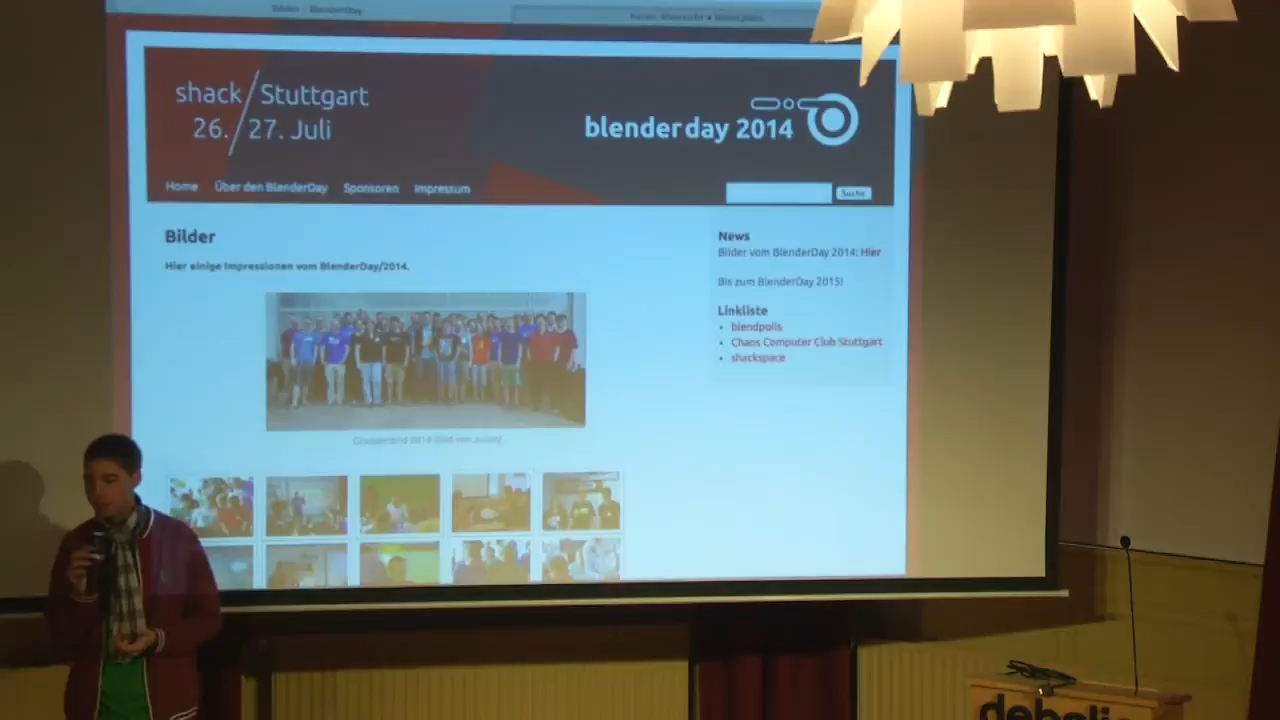 Bilder | BlenderDay
shack/Stuttgart
26./27. Juli
blenderday 2014
Home Über den BlenderDay Sponsoren Impressum
Suche
Bilder
Hier einige Impressionen vom BlenderDay/2014.
News
Bilder vom BlenderDay 2014: Hier
Bis zum BlenderDay 2015!
Linkliste
blendpolis
Chaos Computer Club Stuttgart
shackspace